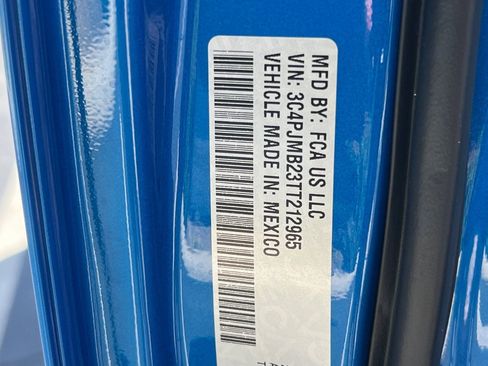 MFD BY: FCA US LLC
VIN: 3C4PJMB23TT212965
VEHICLE MADE IN: MEXICO